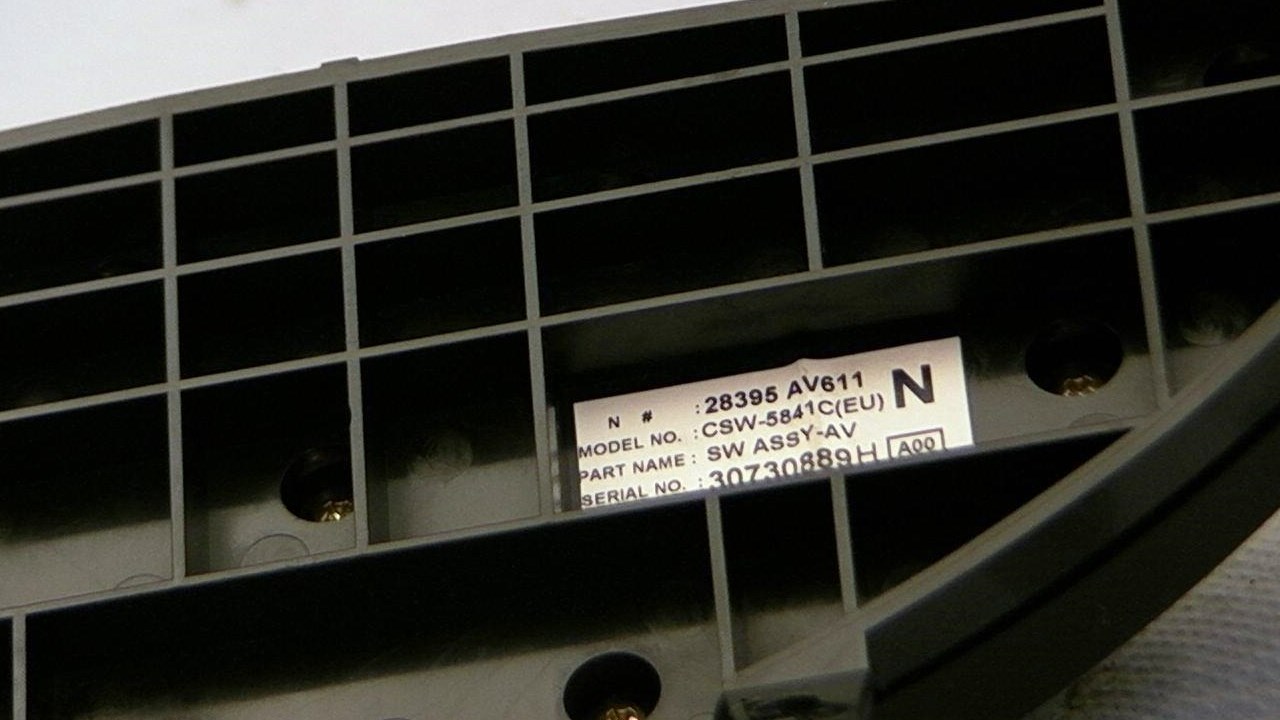 N # : 28395 AV611 N
MODEL NO. : CSW-5841C(EU)
PART NAME : SW ASSY-AV
SERIAL NO. : 30730889H A00